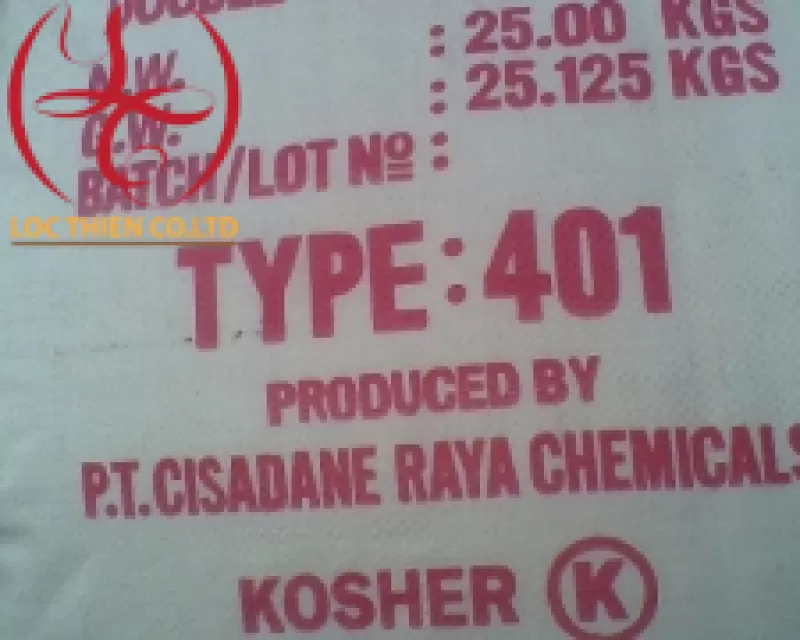 DOUBLE
N.W. : 25.00 KGS
G.W. : 25.125 KGS
BATCH/LOT Nº :
LOC THIEN CO.LTD
TYPE : 401
PRODUCED BY
P.T. CISADANE RAYA CHEMICALS
KOSHER K